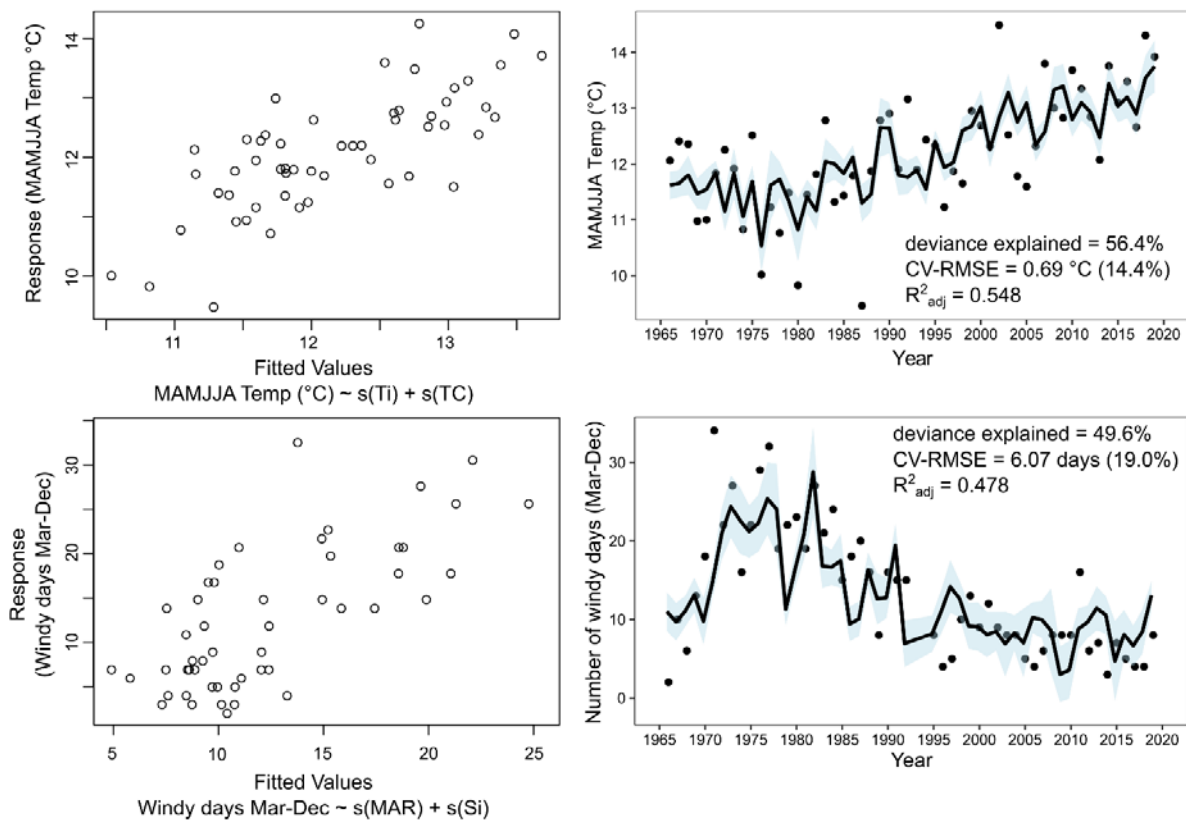 Response (MAMJJA Temp °C)
14
12
10
11
12
13
Fitted Values
MAMJJA Temp (°C) ~ s(Ti) + s(TC)
MAMJJA Temp (°C)
14
13
12
11
10
deviance explained = 56.4%
CV-RMSE = 0.69 °C (14.4%)
R²adj = 0.548
1965 1970 1975 1980 1985 1990 1995 2000 2005 2010 2015 2020
Year
Response
(Windy days Mar-Dec)
30
20
10
5
10
15
20
25
Fitted Values
Windy days Mar-Dec ~ s(MAR) + s(Si)
Number of windy days (Mar-Dec)
30
20
10
0
deviance explained = 49.6%
CV-RMSE = 6.07 days (19.0%)
R²adj = 0.478
1965 1970 1975 1980 1985 1990 1995 2000 2005 2010 2015 2020
Year